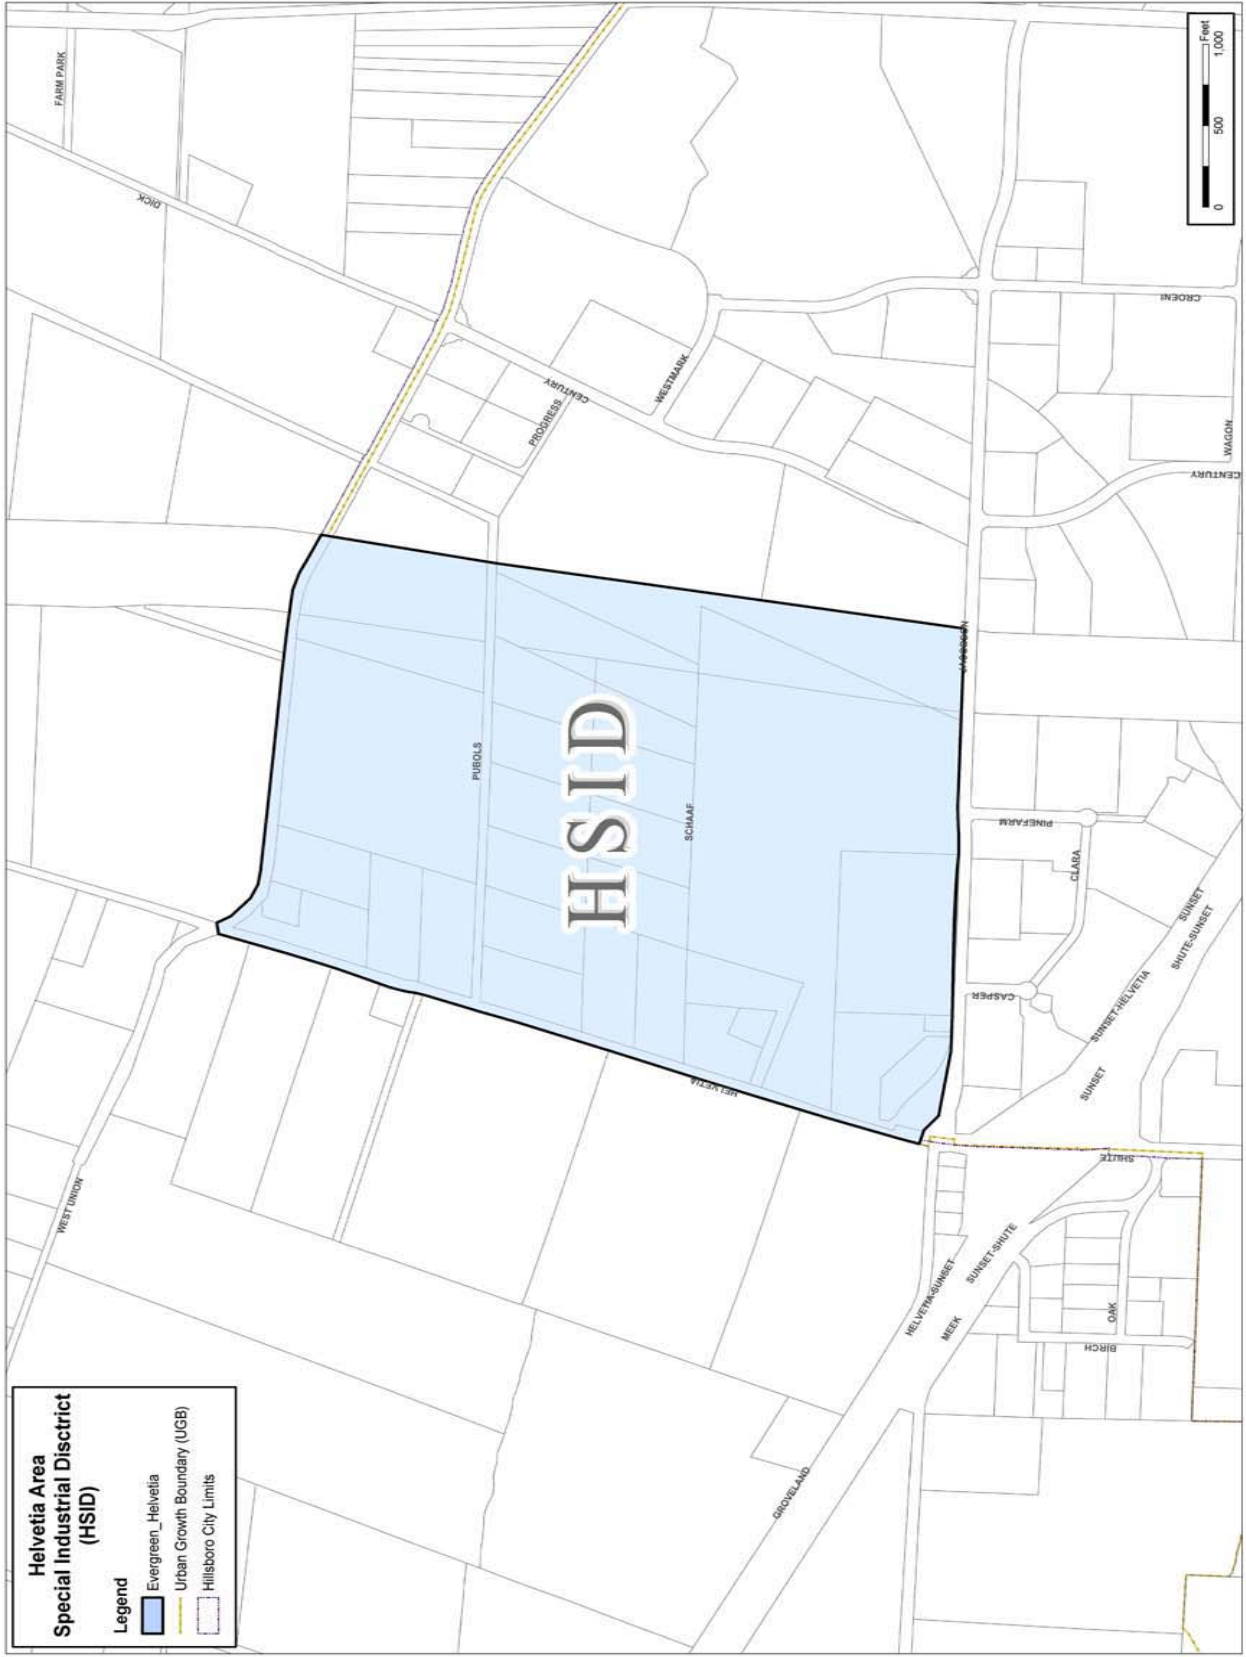 Helvetia Area
Special Industrial Disctrict
(HSID)
Legend
Evergreen_Helvetia
Urban Growth Boundary (UGB)
Hillsboro City Limits
WEST UNION
FARM PARK
DICK
PUBOLS
HSID
SCHAAF
HELVETIA
PROGRESS
CENTURY
WESTMARK
GROVELAND
HELVETIA-SUNSET
MEEK
SUNSET-SHUTE
BIRCH
OAK
SHUTE
SUNSET
SUNSET-HELVETIA
SHUTE-SUNSET
SUNSET
CASPER
CLARA
PINEFARM
JACOBSON
CENTURY
WAGON
CROENI
Feet
0 500 1,000